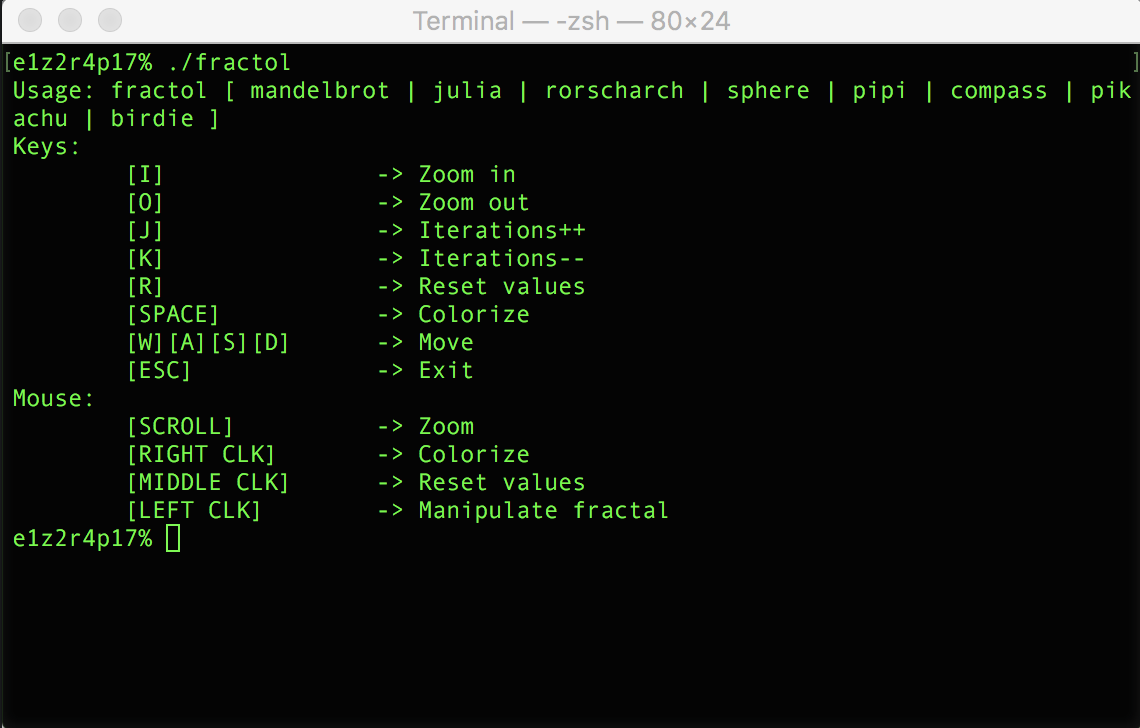 Terminal — -zsh — 80×24
[e1z2r4p17% ./fractol ]
Usage: fractol [ mandelbrot | julia | rorscharch | sphere | pipi | compass | pik
achu | birdie ]
Keys:
[I] -> Zoom in
[O] -> Zoom out
[J] -> Iterations++
[K] -> Iterations--
[R] -> Reset values
[SPACE] -> Colorize
[W][A][S][D] -> Move
[ESC] -> Exit
Mouse:
[SCROLL] -> Zoom
[RIGHT CLK] -> Colorize
[MIDDLE CLK] -> Reset values
[LEFT CLK] -> Manipulate fractal
e1z2r4p17%